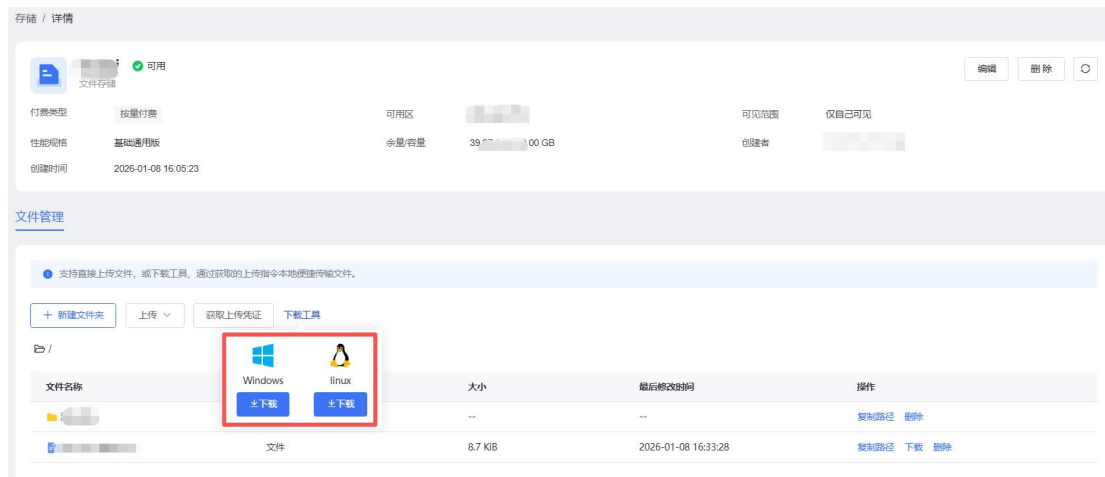 存储 / 详情
可用
文件存储
编辑 删除
付费类型 按量付费 可用区 可见范围 仅自己可见
性能规格 基础通用版 余量/容量 39. .00 GB 创建者
创建时间 2026-01-08 16:05:23
文件管理
支持直接上传文件，或下载工具、通过获取的上传指令本地便捷传输文件。
+ 新建文件夹 上传 获取上传凭证 下载工具
/
Windows linux
文件名称 大小 最后修改时间 操作
下载 下载
-- -- 复制路径 删除
文件 8.7 KiB 2026-01-08 16:33:28 复制路径 下载 删除